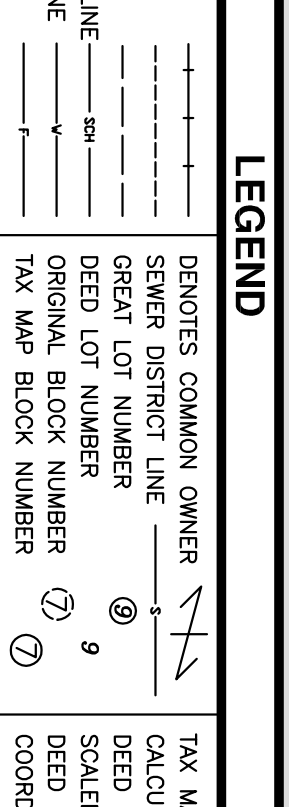 LEGEND
DENOTES COMMON OWNER
SEWER DISTRICT LINE S
GREAT LOT NUMBER 9
LINE SCH
DEED LOT NUMBER 9
W
ORIGINAL BLOCK NUMBER 7
F
TAX MAP BLOCK NUMBER 7
TAX M
CALCU
DEED
SCALE
DEED
COORD